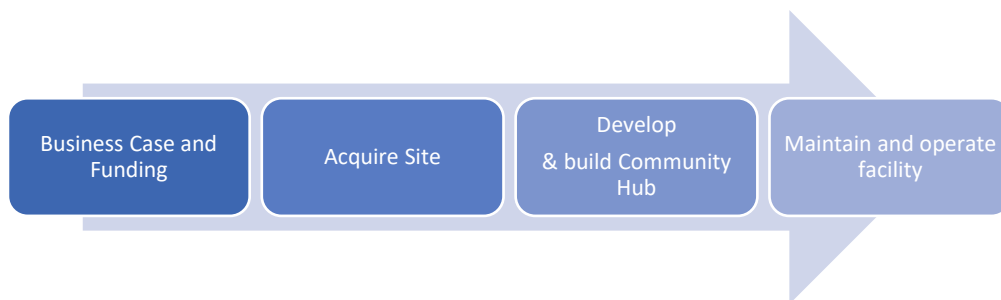 Business Case and
Funding
Acquire Site
Develop
& build Community
Hub
Maintain and operate
facility